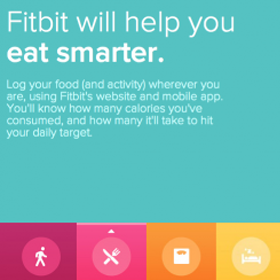 Fitbit will help you
eat smarter.
Log your food (and activity) wherever you
are, using Fitbit's website and mobile app.
You'll know how many calories you've
consumed, and how many it'll take to hit
your daily target.